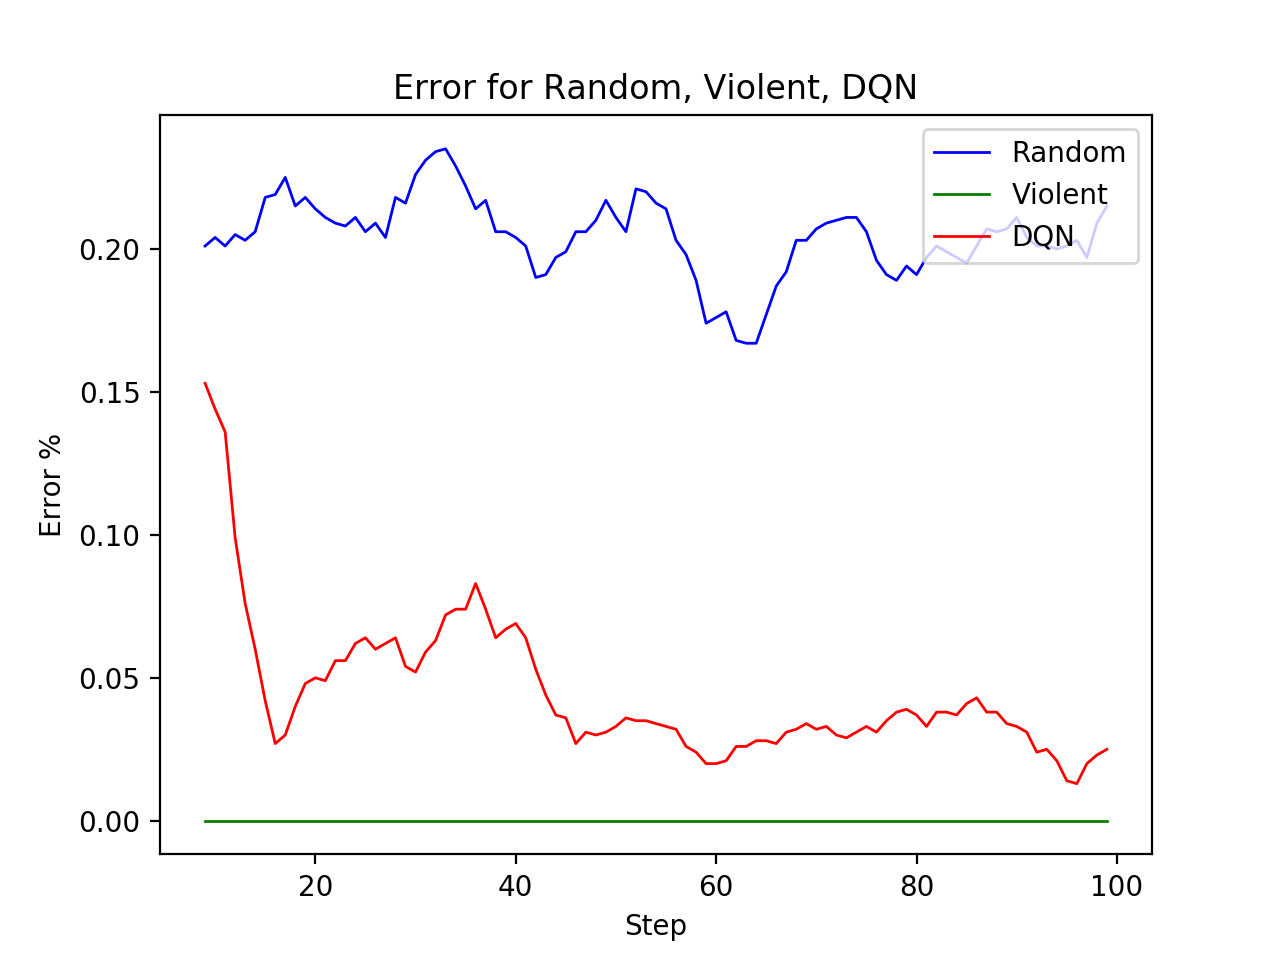 Error for Random, Violent, DQN
Random
Violent
DQN
0.20
0.15
0.10
0.05
0.00
Error %
20 40 60 80 100
Step